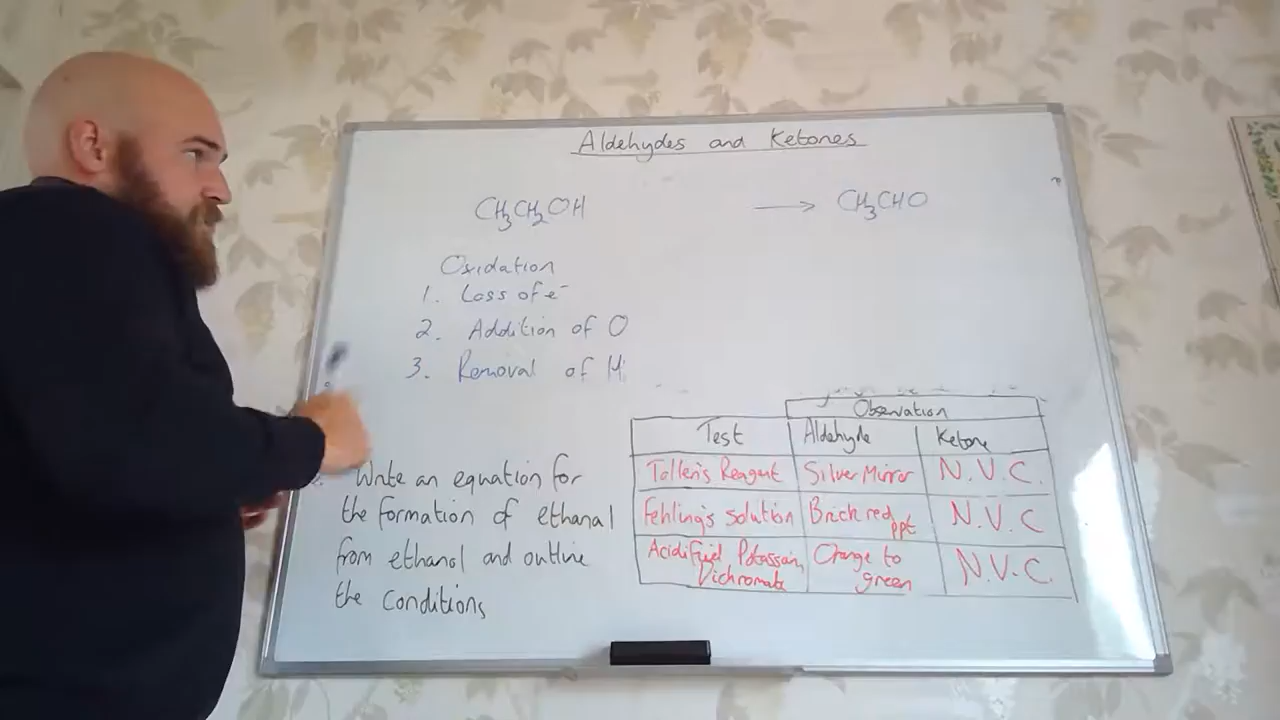 Aldehydes and Ketones
CH3CH2OH → CH3CHO
Oxidation
1. Loss of e-
2. Addition of O
3. Removal of H
Write an equation for
the formation of ethanal
from ethanol and outline
the conditions
Observation
Test Aldehyde Ketone
Tollen's Reagent Silver Mirror N.V.C.
Fehling's solution Brick red ppt N.V.C
Acidified Potassium Orange to N.V.C.
Dichromate green